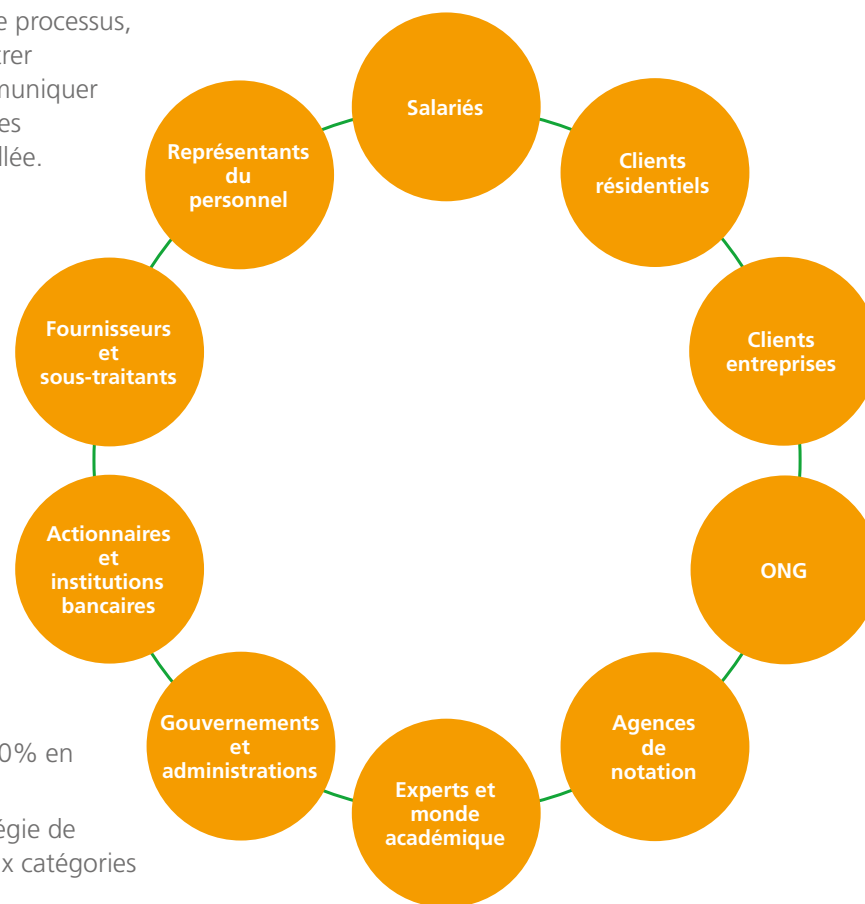 e processus,
muniquer
es
llée.
Salariés
Clients
résidentiels
Clients
entreprises
ONG
Agences
de
notation
Experts et
monde
académique
Gouvernements
et
administrations
Actionnaires
et
institutions
bancaires
Fournisseurs
et
sous-traitants
Représentants
du
personnel
0% en
égie de
x catégories